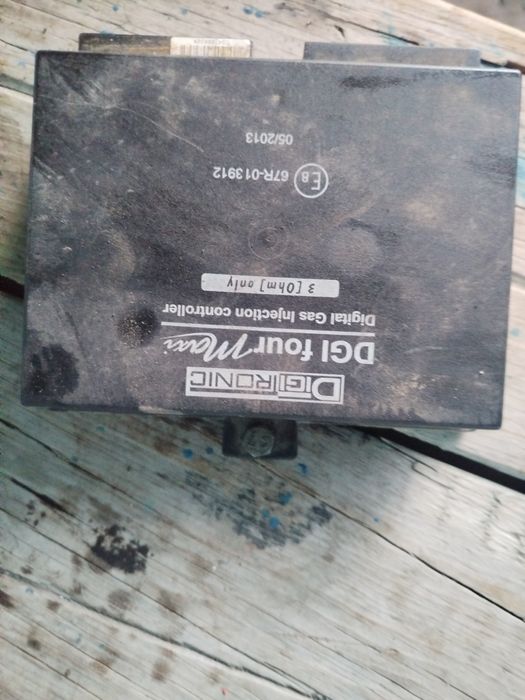 DIGITRONIC
DGI four Maxi
Digital Gas Injection controller
3 [Ohm] only
E8 67R-013912
05/2013